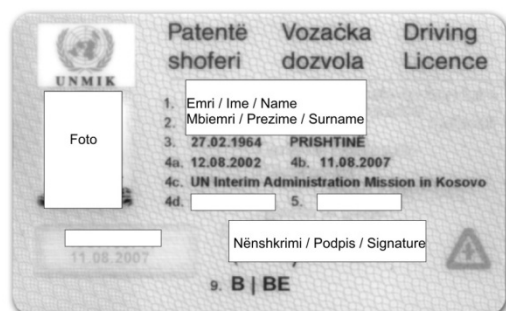 UNMIK
Patentë shoferi
Vozačka dozvola
Driving Licence
Foto
1. Emri / Ime / Name
2. Mbiemri / Prezime / Surname
3. 27.02.1964 PRISHTINË
4a. 12.08.2002 4b. 11.08.2007
4c. UN Interim Administration Mission in Kosovo
4d. 5.
11.08.2007
Nënshkrimi / Podpis / Signature
9. B | BE